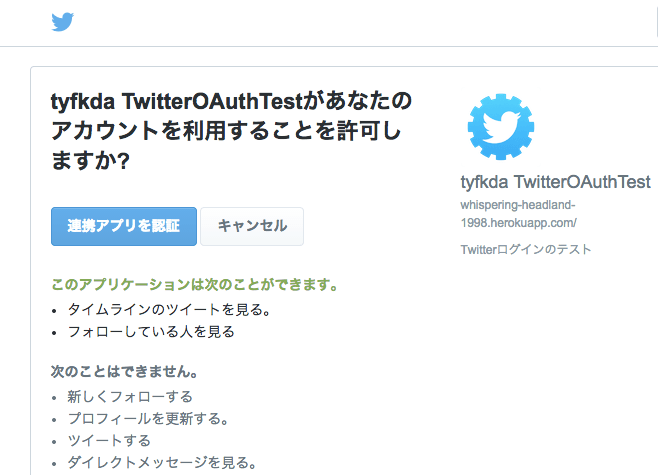 tyfkda TwitterOAuthTestがあなたの
アカウントを利用することを許可し
ますか?
連携アプリを認証
キャンセル
このアプリケーションは次のことができます。
• タイムラインのツイートを見る。
• フォローしている人を見る
次のことはできません。
• 新しくフォローする
• プロフィールを更新する。
• ツイートする
• ダイレクトメッセージを見る。
tyfkda TwitterOAuthTest
whispering-headland-
1998.herokuapp.com/
Twitterログインのテスト